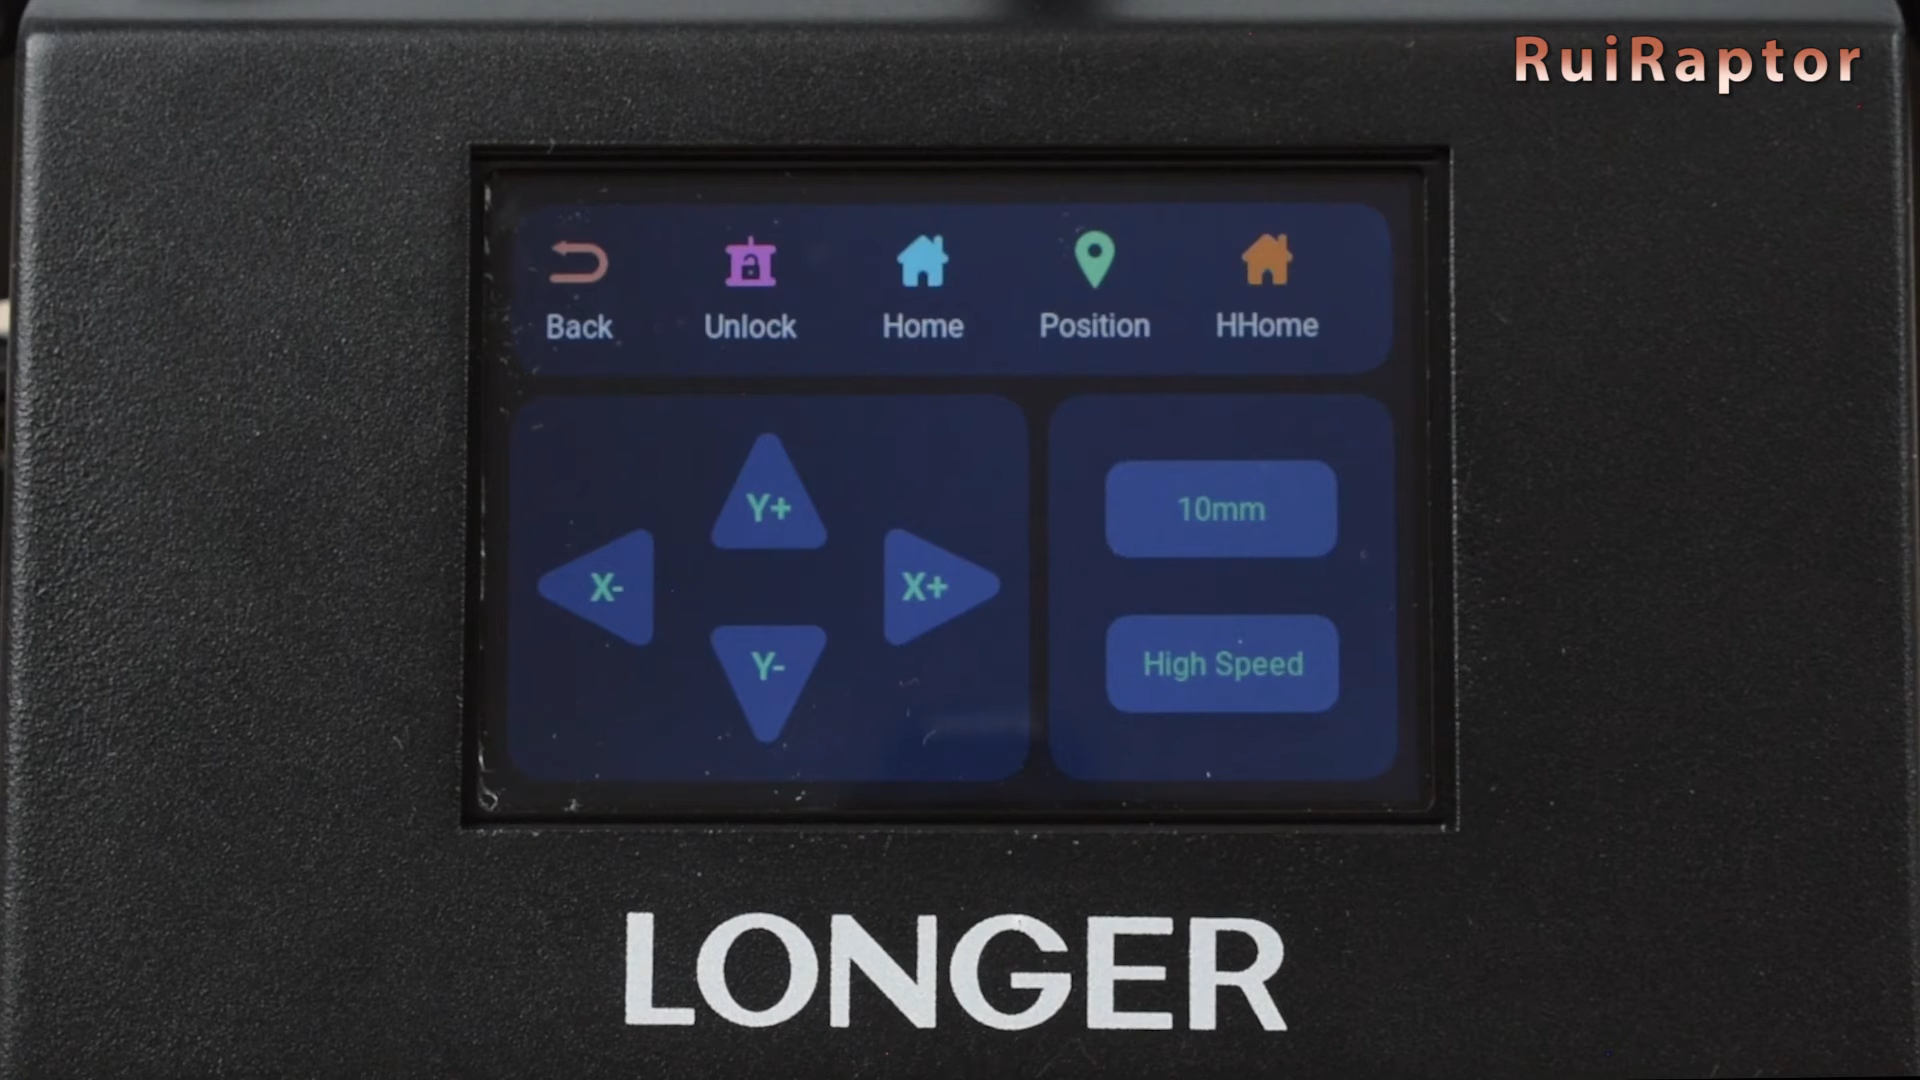 RuiRaptor
Back Unlock Home Position HHome
Y+
10mm
X- X+
Y- High Speed
LONGER